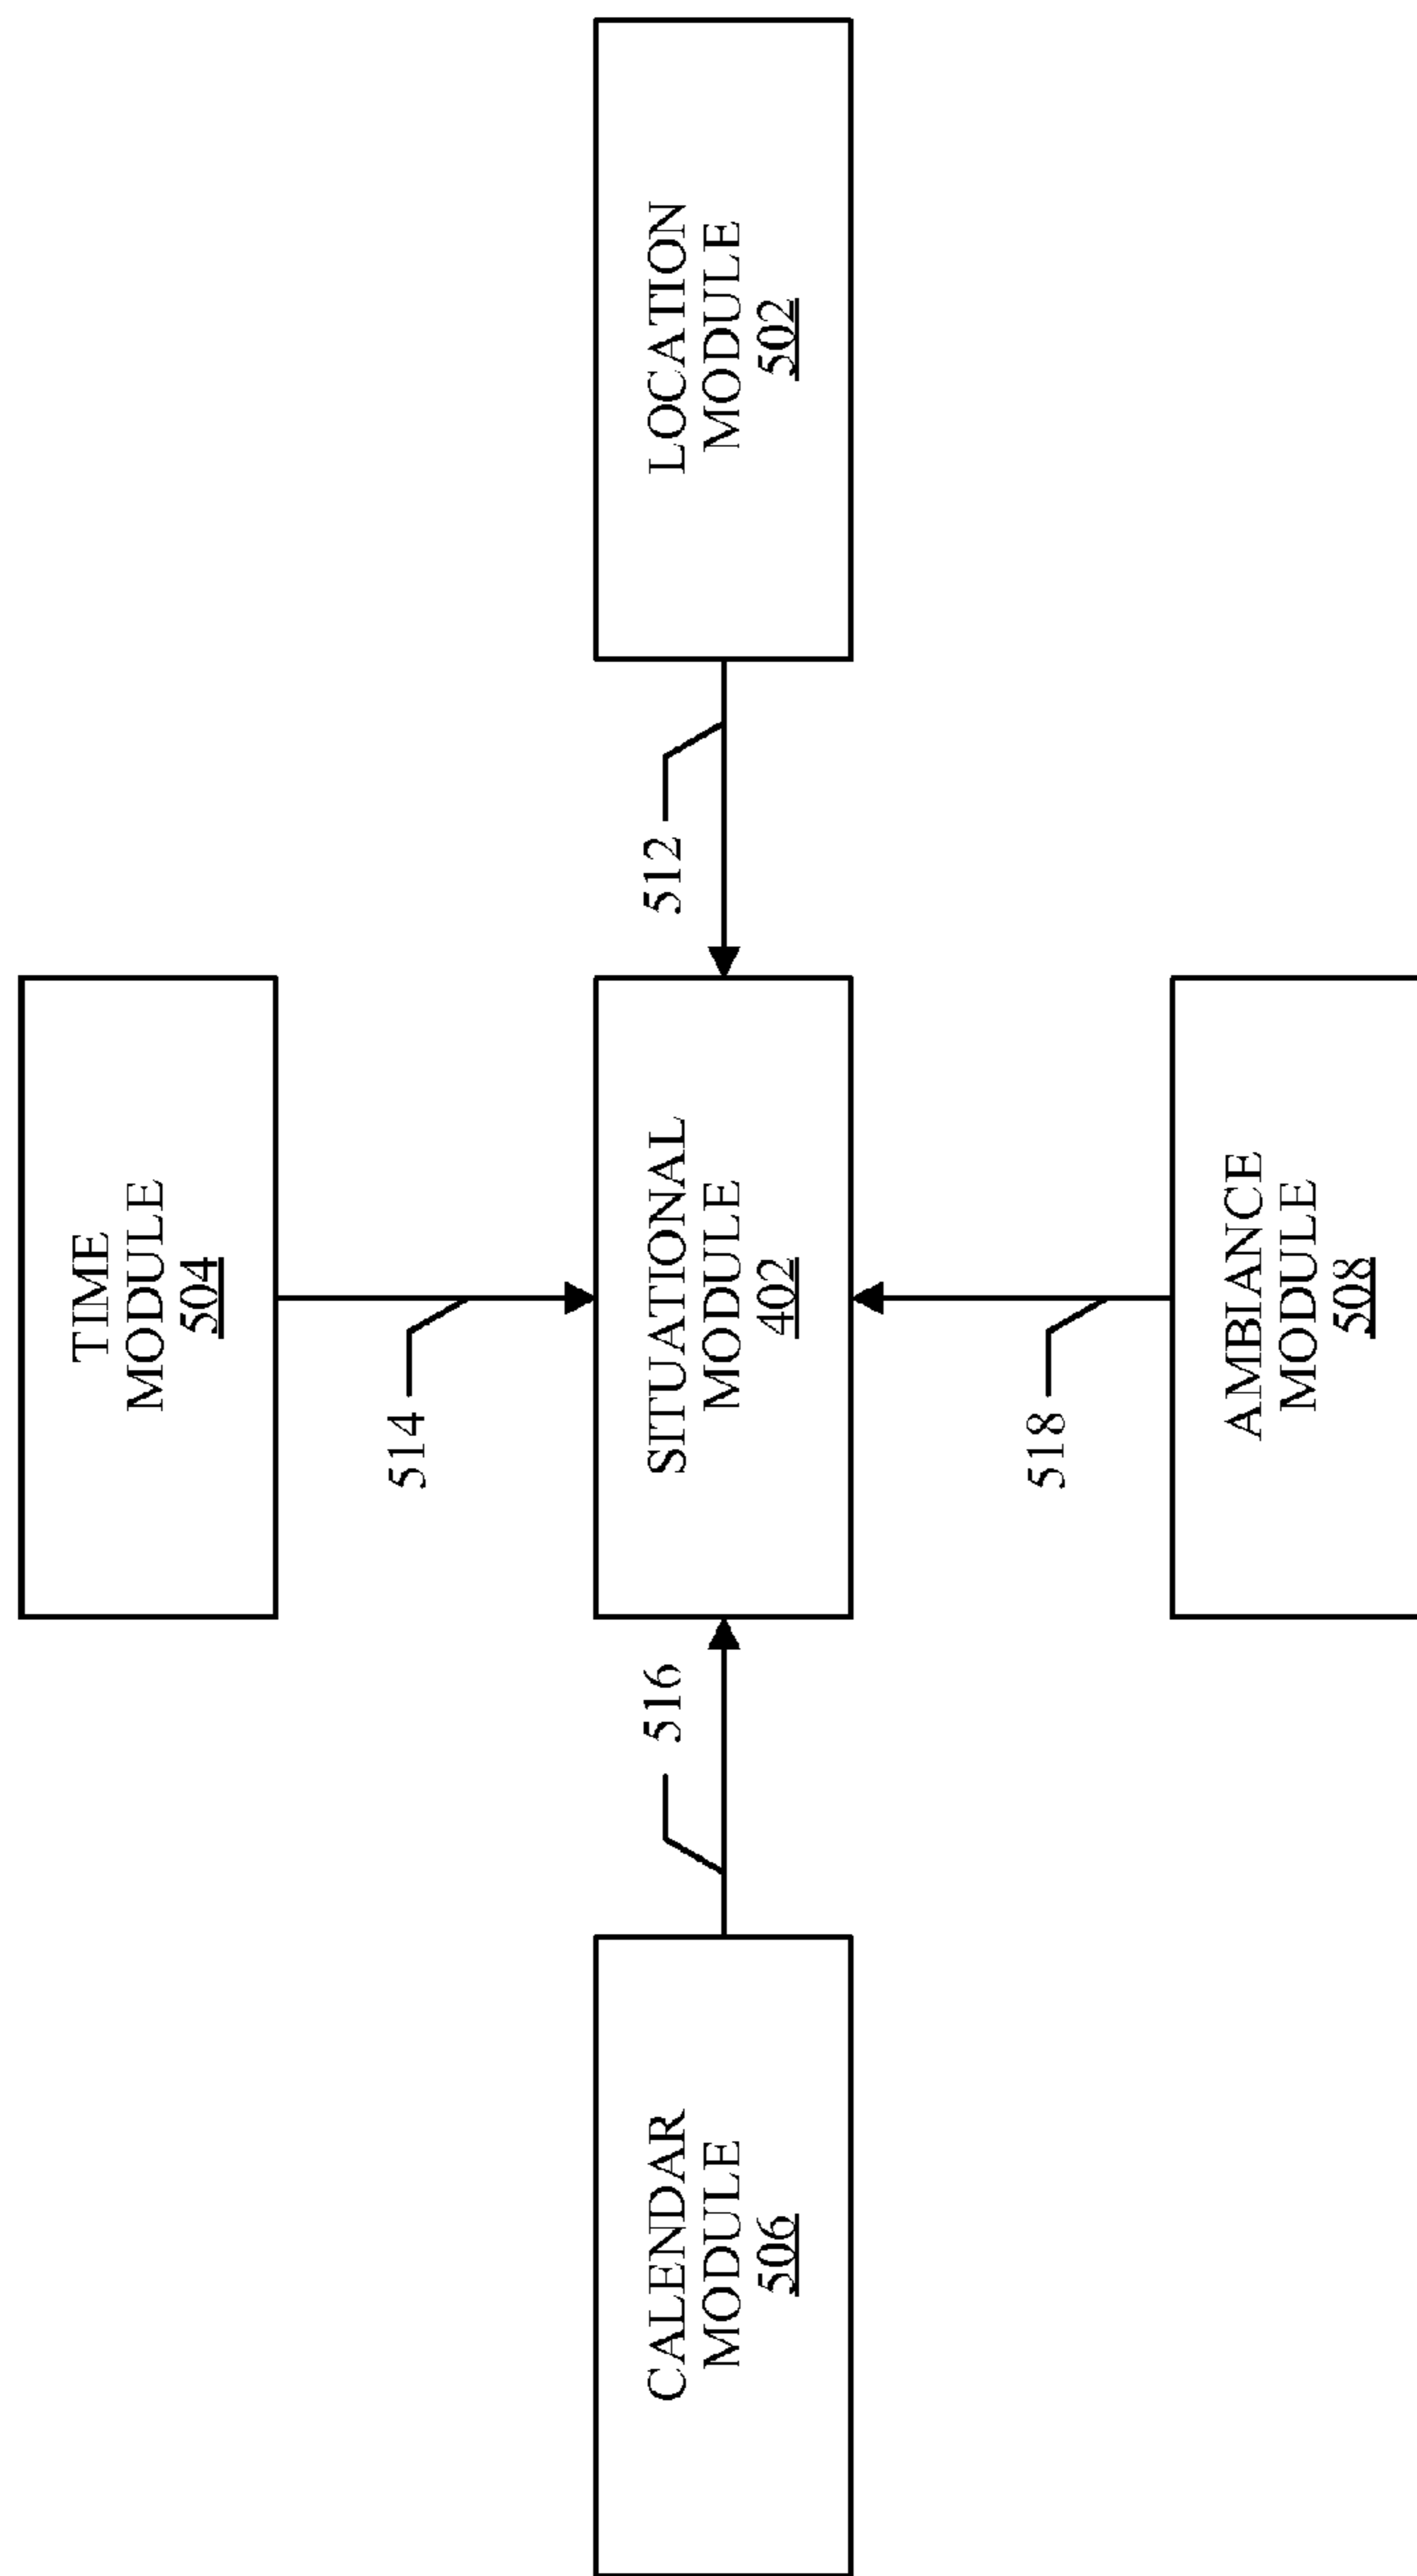 TIME
MODULE
504
514
CALENDAR
MODULE
506
516
SITUATIONAL
MODULE
402
512
LOCATION
MODULE
502
518
AMBIANCE
MODULE
508